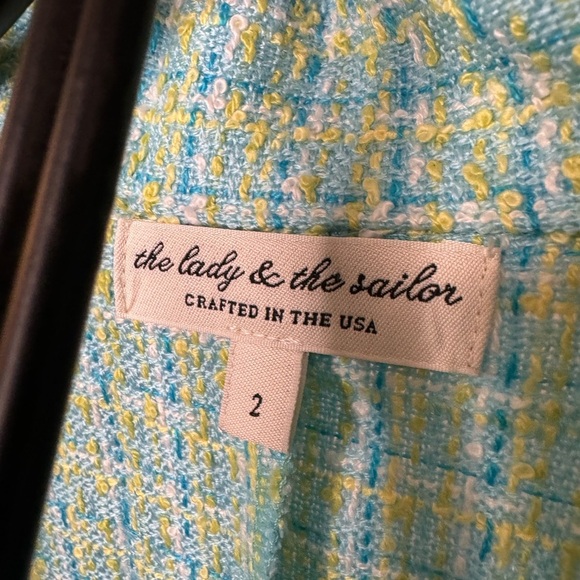 the lady & the sailor
CRAFTED IN THE USA
2